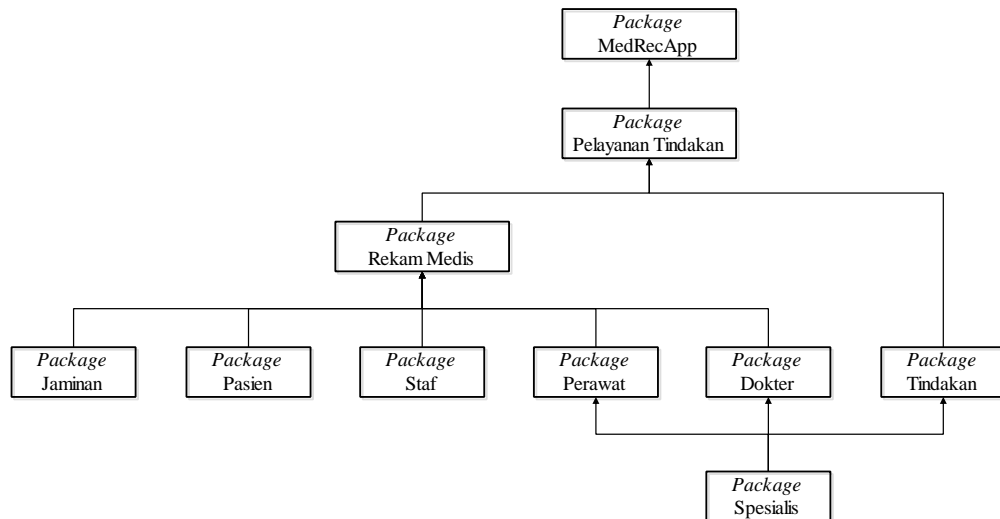 Package
MedRecApp
Package
Pelayanan Tindakan
Package
Rekam Medis
Package
Jaminan
Package
Pasien
Package
Staf
Package
Perawat
Package
Dokter
Package
Tindakan
Package
Spesialis